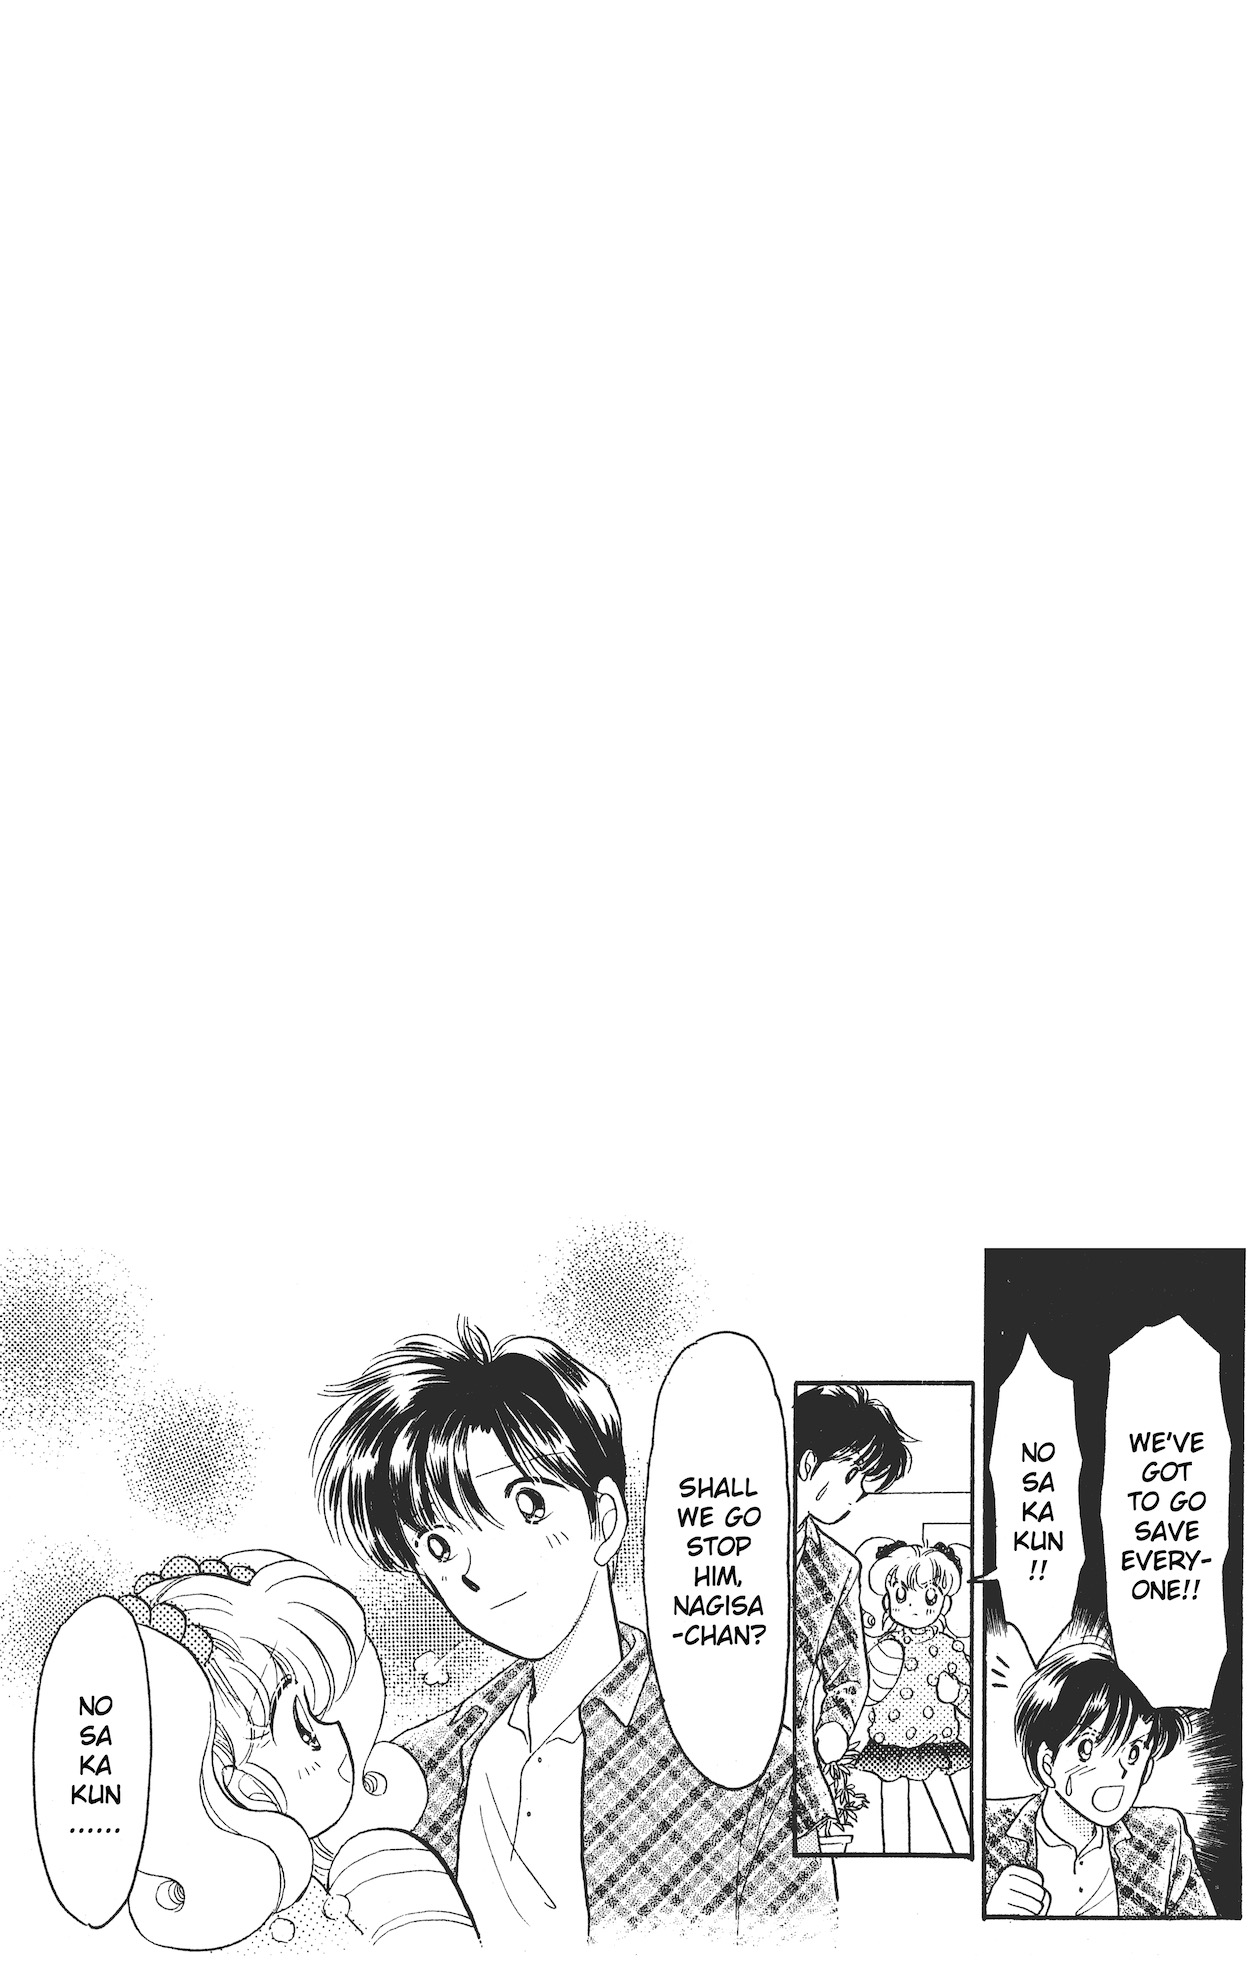 WE'VE
GOT
TO GO
SAVE
EVERY-
ONE!!
NO
SA
KA
KUN
!!
SHALL
WE GO
STOP
HIM,
NAGISA
-CHAN?
NO
SA
KA
KUN
......